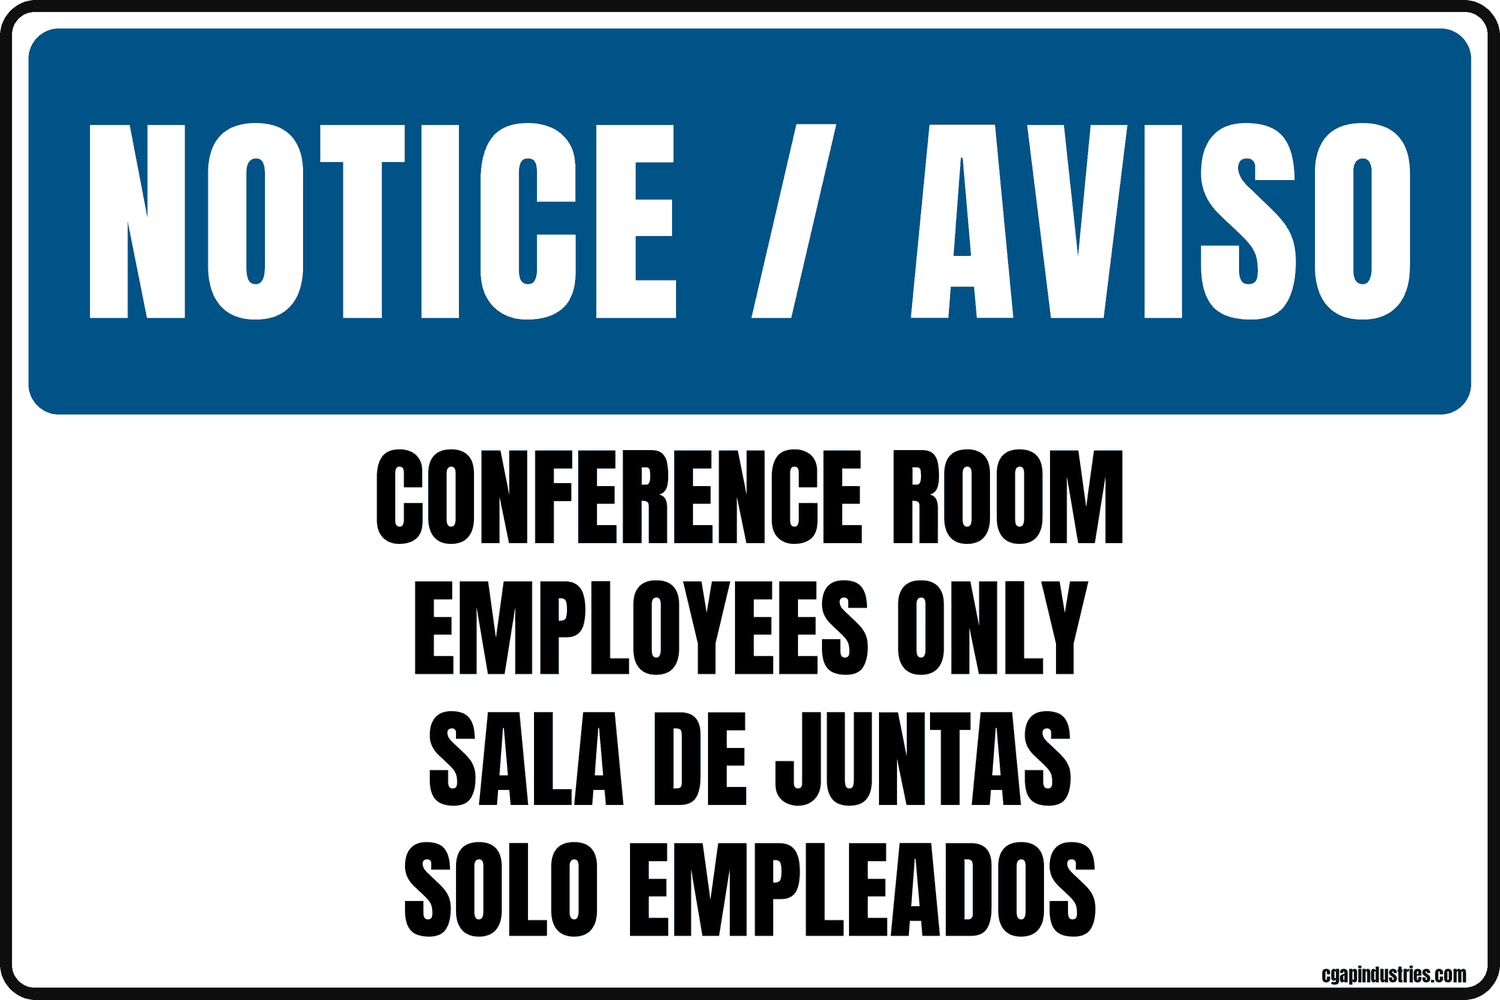 NOTICE / AVISO
CONFERENCE ROOM
EMPLOYEES ONLY
SALA DE JUNTAS
SOLO EMPLEADOS
cgapindustries.com